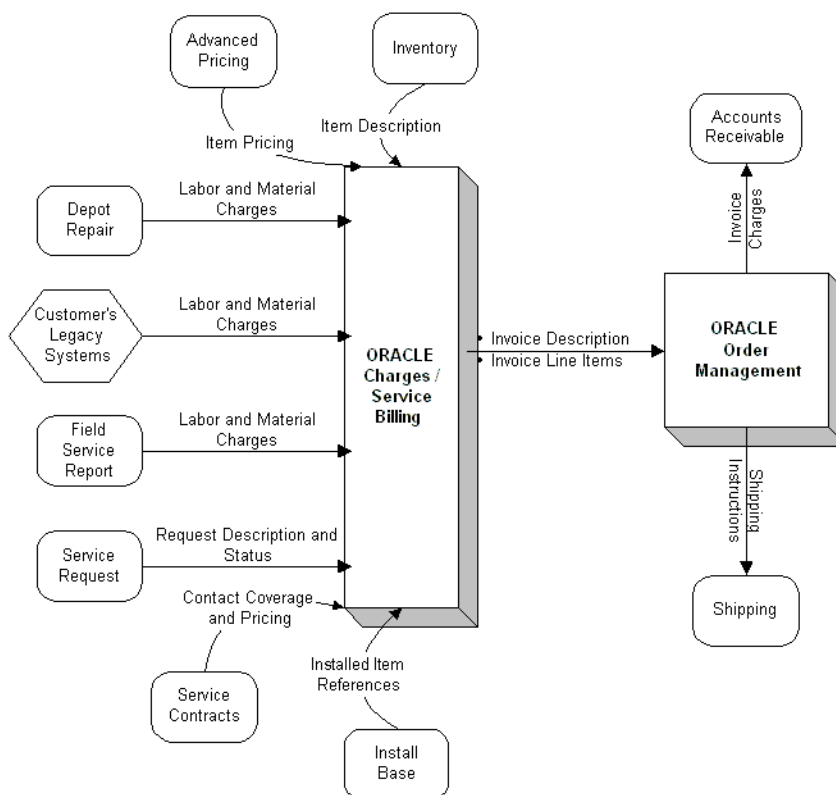 Advanced
Pricing
Inventory
Item Pricing
Item Description
Accounts
Receivable
Depot
Repair
Labor and Material
Charges
Invoice
Charges
Customer's
Legacy
Systems
Labor and Material
Charges
ORACLE
Charges /
Service
Billing
• Invoice Description
• Invoice Line Items
ORACLE
Order
Management
Field
Service
Report
Labor and Material
Charges
Shipping
Instructions
Service
Request
Request Description and
Status
Shipping
Contact Coverage
and Pricing
Service
Contracts
Installed Item
References
Install
Base